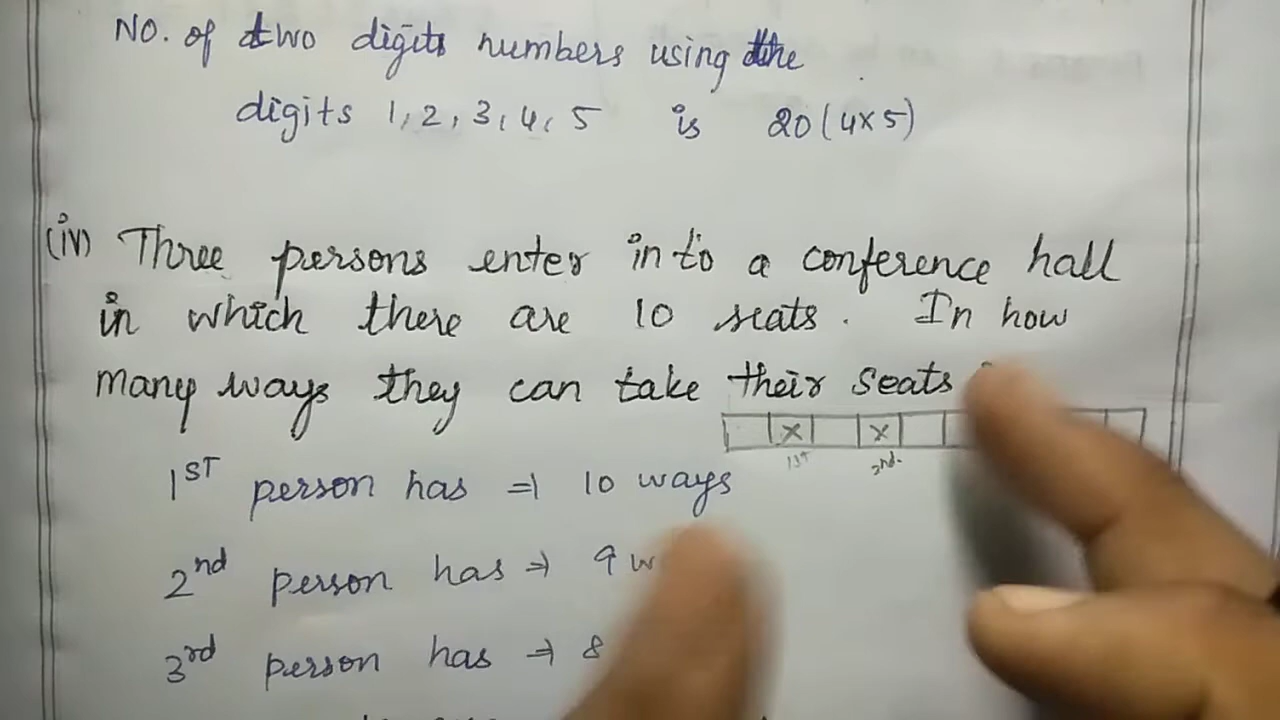 No. of two digits numbers using the
digits 1, 2, 3, 4, 5 is 20 (4x5)
(iv) Three persons enter in to a conference hall
in which there are 10 seats. In how
many ways they can take their seats
x x
1st 2nd.
1ST person has ⇒ 10 ways
2nd person has ⇒ 9 w
3rd person has ⇒ 8